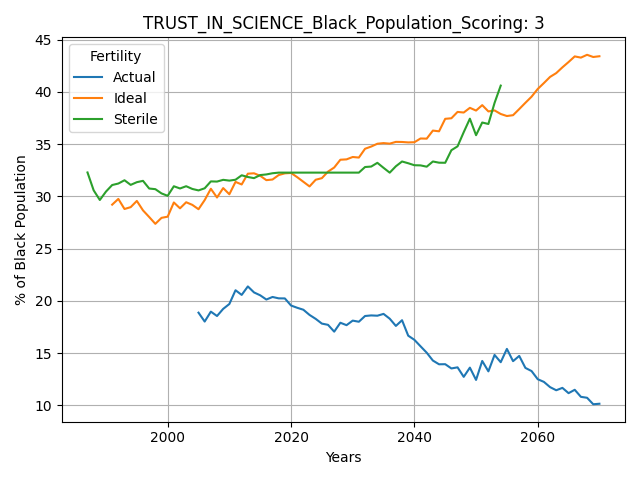 TRUST_IN_SCIENCE_Black_Population_Scoring: 3
Fertility
Actual
Ideal
Sterile
% of Black Population
45
40
35
30
25
20
15
10
2000
2020
2040
2060
Years